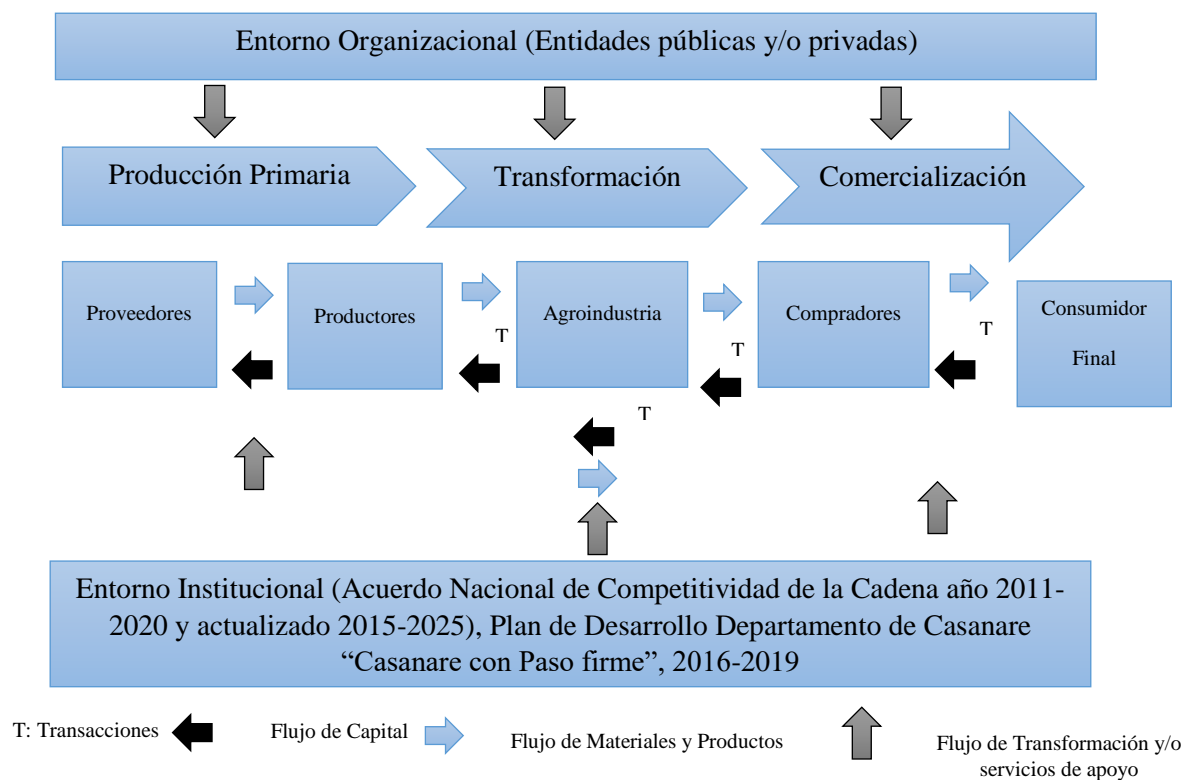 Entorno Organizacional (Entidades públicas y/o privadas)
Producción Primaria
Transformación
Comercialización
Proveedores
Productores
Agroindustria
Compradores
Consumidor
Final
T
T
T
T
Entorno Institucional (Acuerdo Nacional de Competitividad de la Cadena año 2011-
2020 y actualizado 2015-2025), Plan de Desarrollo Departamento de Casanare
“Casanare con Paso firme”, 2016-2019
T: Transacciones
Flujo de Capital
Flujo de Materiales y Productos
Flujo de Transformación y/o
servicios de apoyo